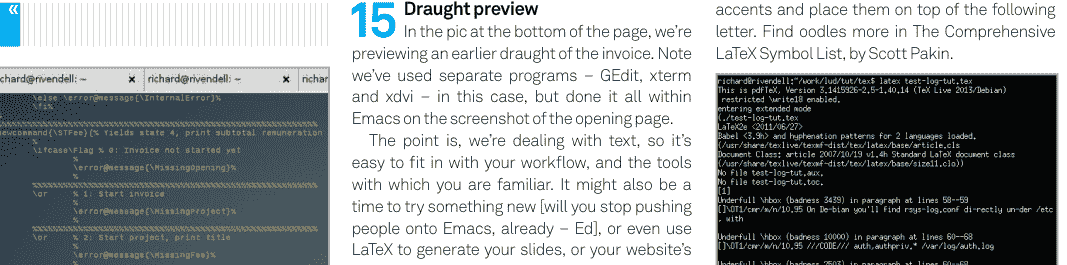 «
richard@rivendell: ~ × richard@rivendell: ~ × richar
\else \error@message{\InternalError}%
\fi%
newcommand{\STFee}{% Yields state 4, print subtotal remuneration
\ifcase\Flag % 0: Invoice not started yet
\error@message{\MissingOpening}%
\or % 1: Start invoice
\error@message{\MissingProject}%
\or % 2: Start project, print title
\error@message{\MissingFee}%
15 Draught preview
In the pic at the bottom of the page, we're
previewing an earlier draught of the invoice. Note
we've used separate programs – GEdit, xterm
and xdvi – in this case, but done it all within
Emacs on the screenshot of the opening page.
The point is, we're dealing with text, so it's
easy to fit in with your workflow, and the tools
with which you are familiar. It might also be a
time to try something new [will you stop pushing
people onto Emacs, already – Ed], or even use
LaTeX to generate your slides, or your website's
accents and place them on top of the following
letter. Find oodles more in The Comprehensive
LaTeX Symbol List, by Scott Pakin.
richard@rivendell:~/work/lud/tut/tex$ latex test-log-tut.tex
This is pdfTeX, Version 3.1415926-2.5-1.40.14 (TeX Live 2013/Debian)
restricted \write18 enabled.
entering extended mode
(./test-log-tut.tex
LaTeX2e <2011/06/27>
Babel <3.9h> and hyphenation patterns for 2 languages loaded.
(/usr/share/texlive/texmf-dist/tex/latex/base/article.cls
Document Class: article 2007/10/19 v1.4h Standard LaTeX document class
(/usr/share/texlive/texmf-dist/tex/latex/base/size11.clo))
No file test-log-tut.aux.
No file test-log-tut.toc.
[1]
Underfull \hbox (badness 3439) in paragraph at lines 58--59
[]\OT1/cmr/m/n/10.95 On De-bian you'll find rsys-log.conf di-rectly un-der /etc
, with
Underfull \hbox (badness 10000) in paragraph at lines 60--68
[]\OT1/cmr/m/n/10.95 ///CODE/// auth,authpriv.* /var/log/auth.log
Underfull \hbox (badness 2503) in paragraph at lines 60--68